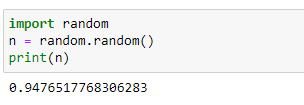 import random
n = random.random()
print(n)
0.9476517768306283